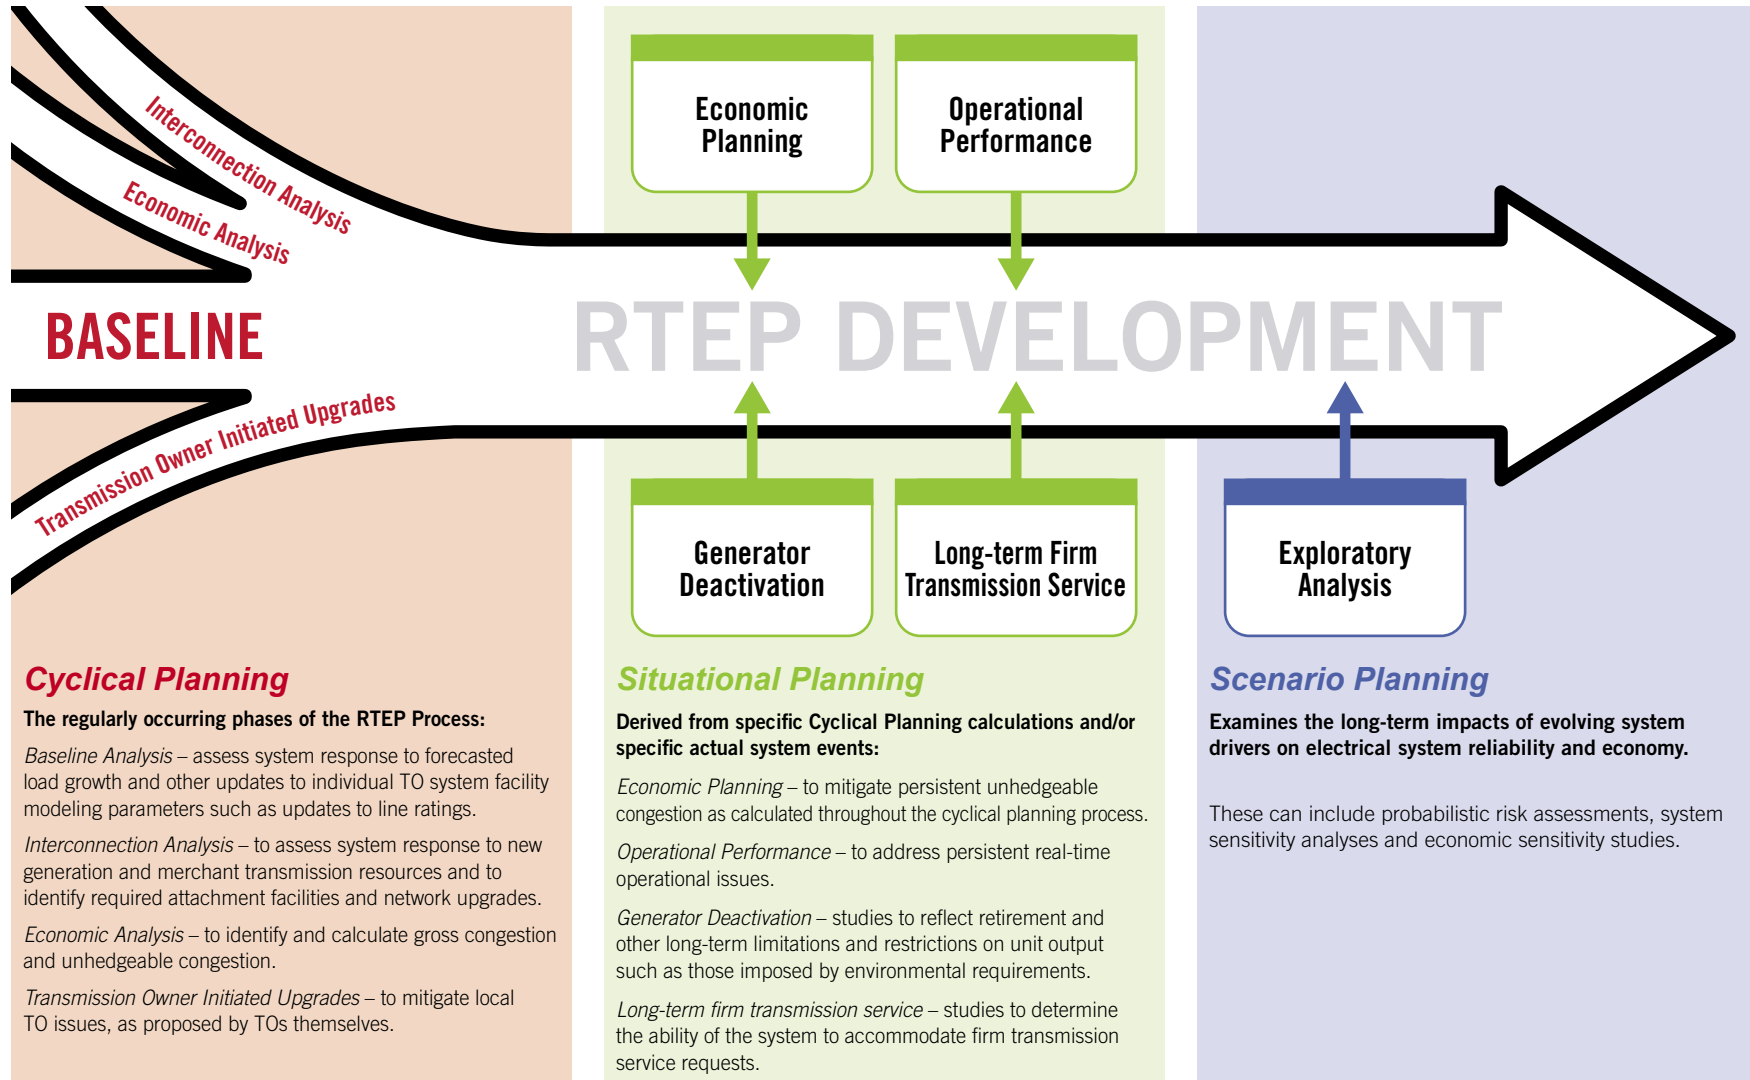 Interconnection Analysis
Economic Analysis
BASELINE
Transmission Owner Initiated Upgrades
Economic
Planning
Operational
Performance
RTEP DEVELOPMENT
Generator
Deactivation
Long-term Firm
Transmission Service
Exploratory
Analysis
Cyclical Planning
The regularly occurring phases of the RTEP Process:
Baseline Analysis – assess system response to forecasted
load growth and other updates to individual TO system facility
modeling parameters such as updates to line ratings.
Interconnection Analysis – to assess system response to new
generation and merchant transmission resources and to
identify required attachment facilities and network upgrades.
Economic Analysis – to identify and calculate gross congestion
and unhedgeable congestion.
Transmission Owner Initiated Upgrades – to mitigate local
TO issues, as proposed by TOs themselves.
Situational Planning
Derived from specific Cyclical Planning calculations and/or
specific actual system events:
Economic Planning – to mitigate persistent unhedgeable
congestion as calculated throughout the cyclical planning process.
Operational Performance – to address persistent real-time
operational issues.
Generator Deactivation – studies to reflect retirement and
other long-term limitations and restrictions on unit output
such as those imposed by environmental requirements.
Long-term firm transmission service – studies to determine
the ability of the system to accommodate firm transmission
service requests.
Scenario Planning
Examines the long-term impacts of evolving system
drivers on electrical system reliability and economy.
These can include probabilistic risk assessments, system
sensitivity analyses and economic sensitivity studies.